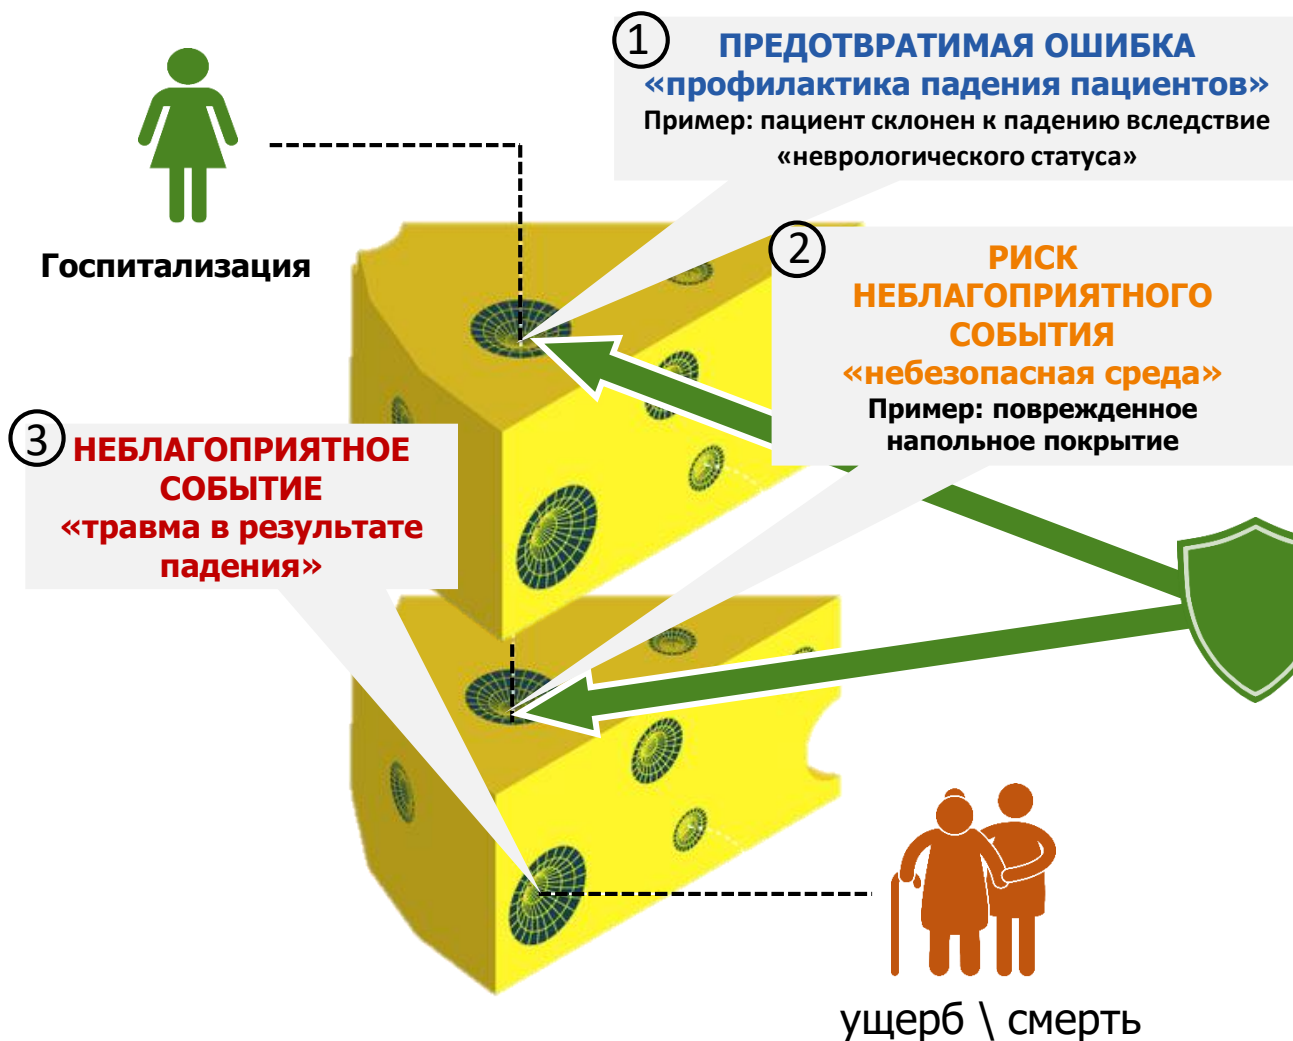 1
ПРЕДОТВРАТИМАЯ ОШИБКА
«профилактика падения пациентов»
Пример: пациент склонен к падению вследствие
«неврологического статуса»
Госпитализация
2
РИСК
НЕБЛАГОПРИЯТНОГО
СОБЫТИЯ
«небезопасная среда»
Пример: поврежденное
напольное покрытие
3
НЕБЛАГОПРИЯТНОЕ
СОБЫТИЕ
«травма в результате
падения»
ущерб \ смерть